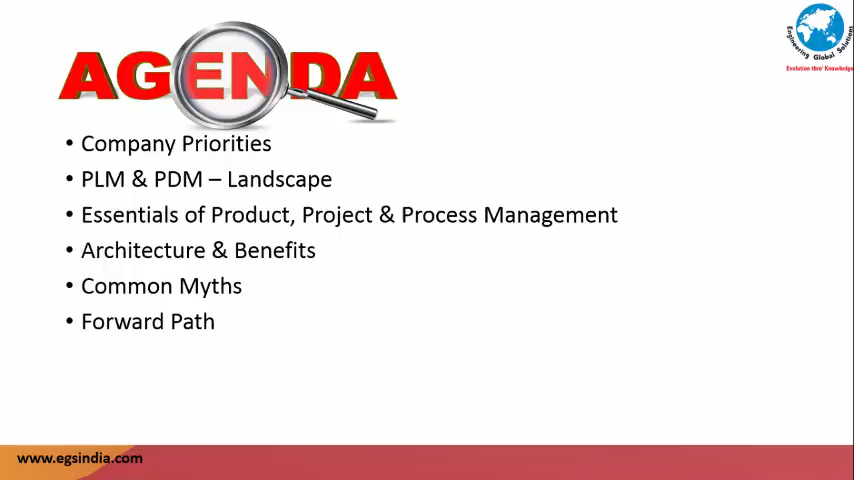 AGENDA
Engineering Global Solutions
Evolution thro' Knowledge
• Company Priorities
• PLM & PDM – Landscape
• Essentials of Product, Project & Process Management
• Architecture & Benefits
• Common Myths
• Forward Path
www.egsindia.com